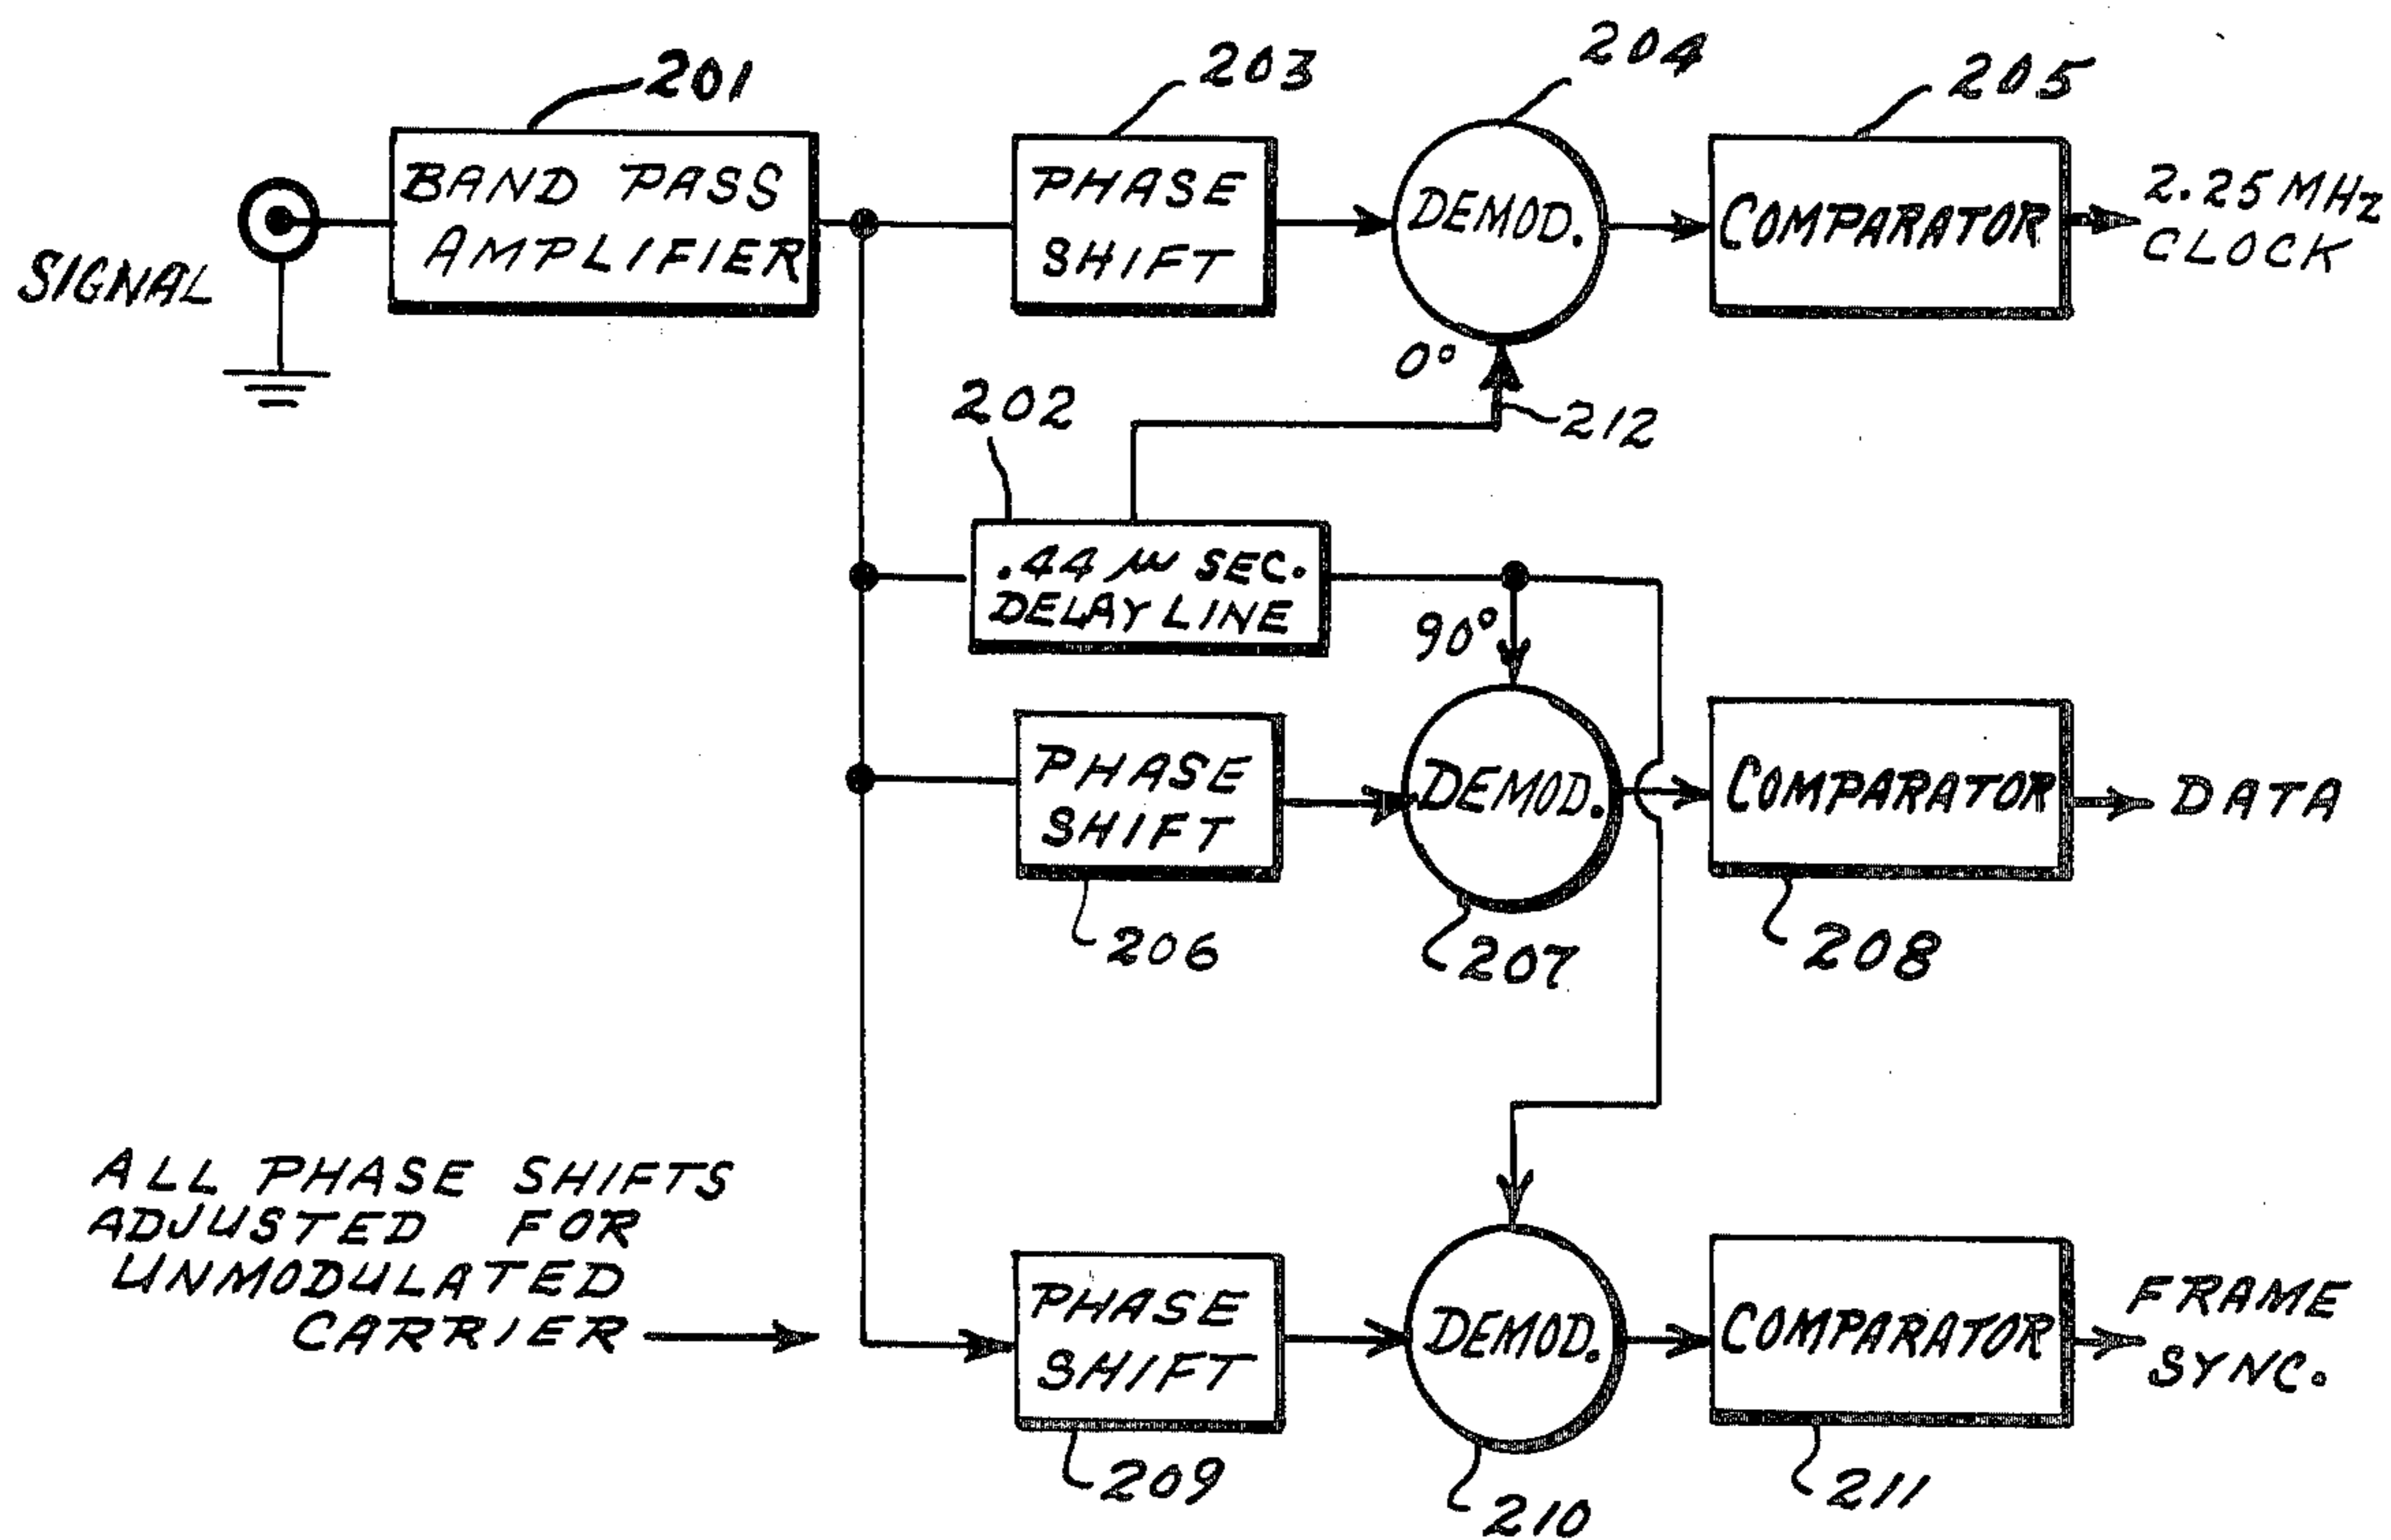 201
203
204
205
SIGNAL
BAND PASS
AMPLIFIER
PHASE
SHIFT
DEMOD.
COMPARATOR
2.25 MHz
CLOCK
0°
212
202
.44 μ SEC.
DELAY LINE
90°
PHASE
SHIFT
DEMOD.
COMPARATOR
DATA
206
207
208
ALL PHASE SHIFTS
ADJUSTED FOR
UNMODULATED
CARRIER
PHASE
SHIFT
DEMOD.
COMPARATOR
FRAME
SYNC.
209
210
211